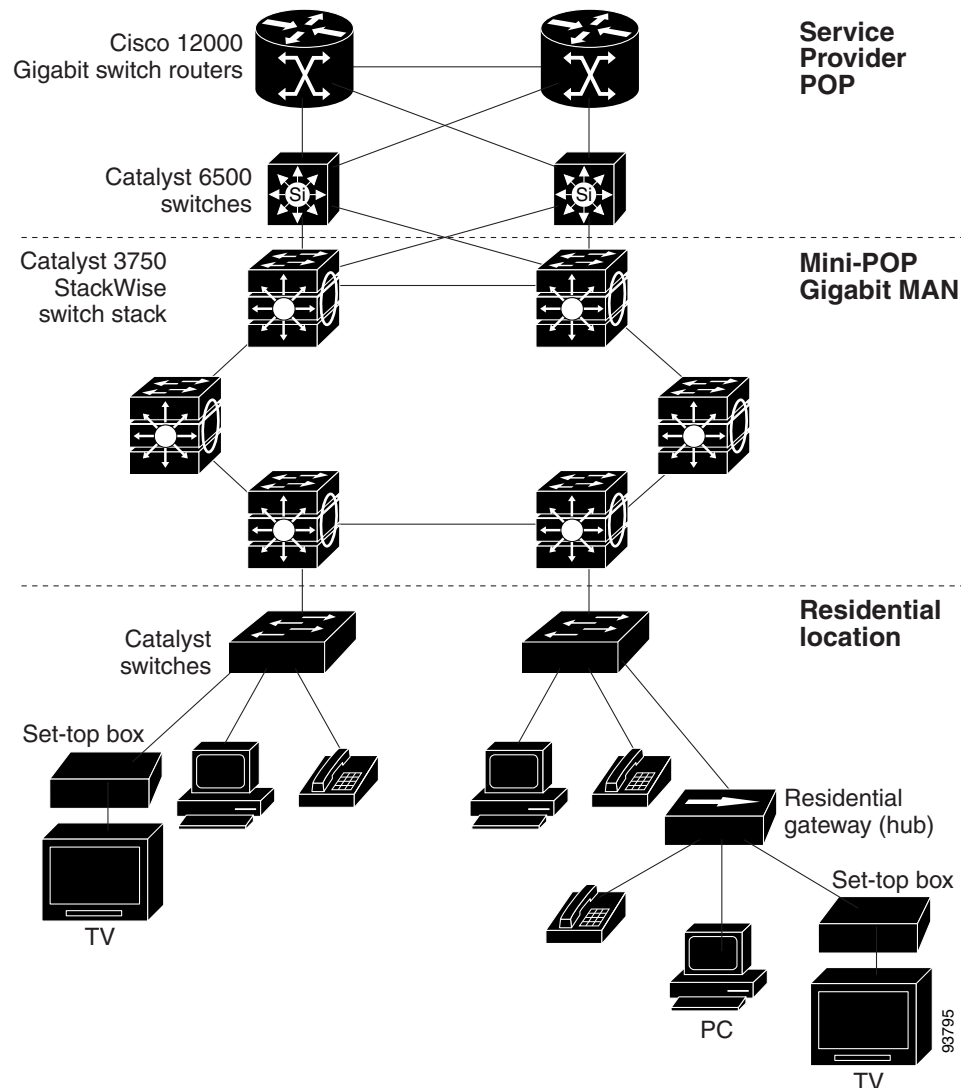 Cisco 12000
Gigabit switch routers
Service
Provider
POP
Catalyst 6500
switches
Si
Si
Catalyst 3750
StackWise
switch stack
Mini-POP
Gigabit MAN
Residential
location
Catalyst
switches
Set-top box
TV
Residential
gateway (hub)
Set-top box
PC
TV
93795